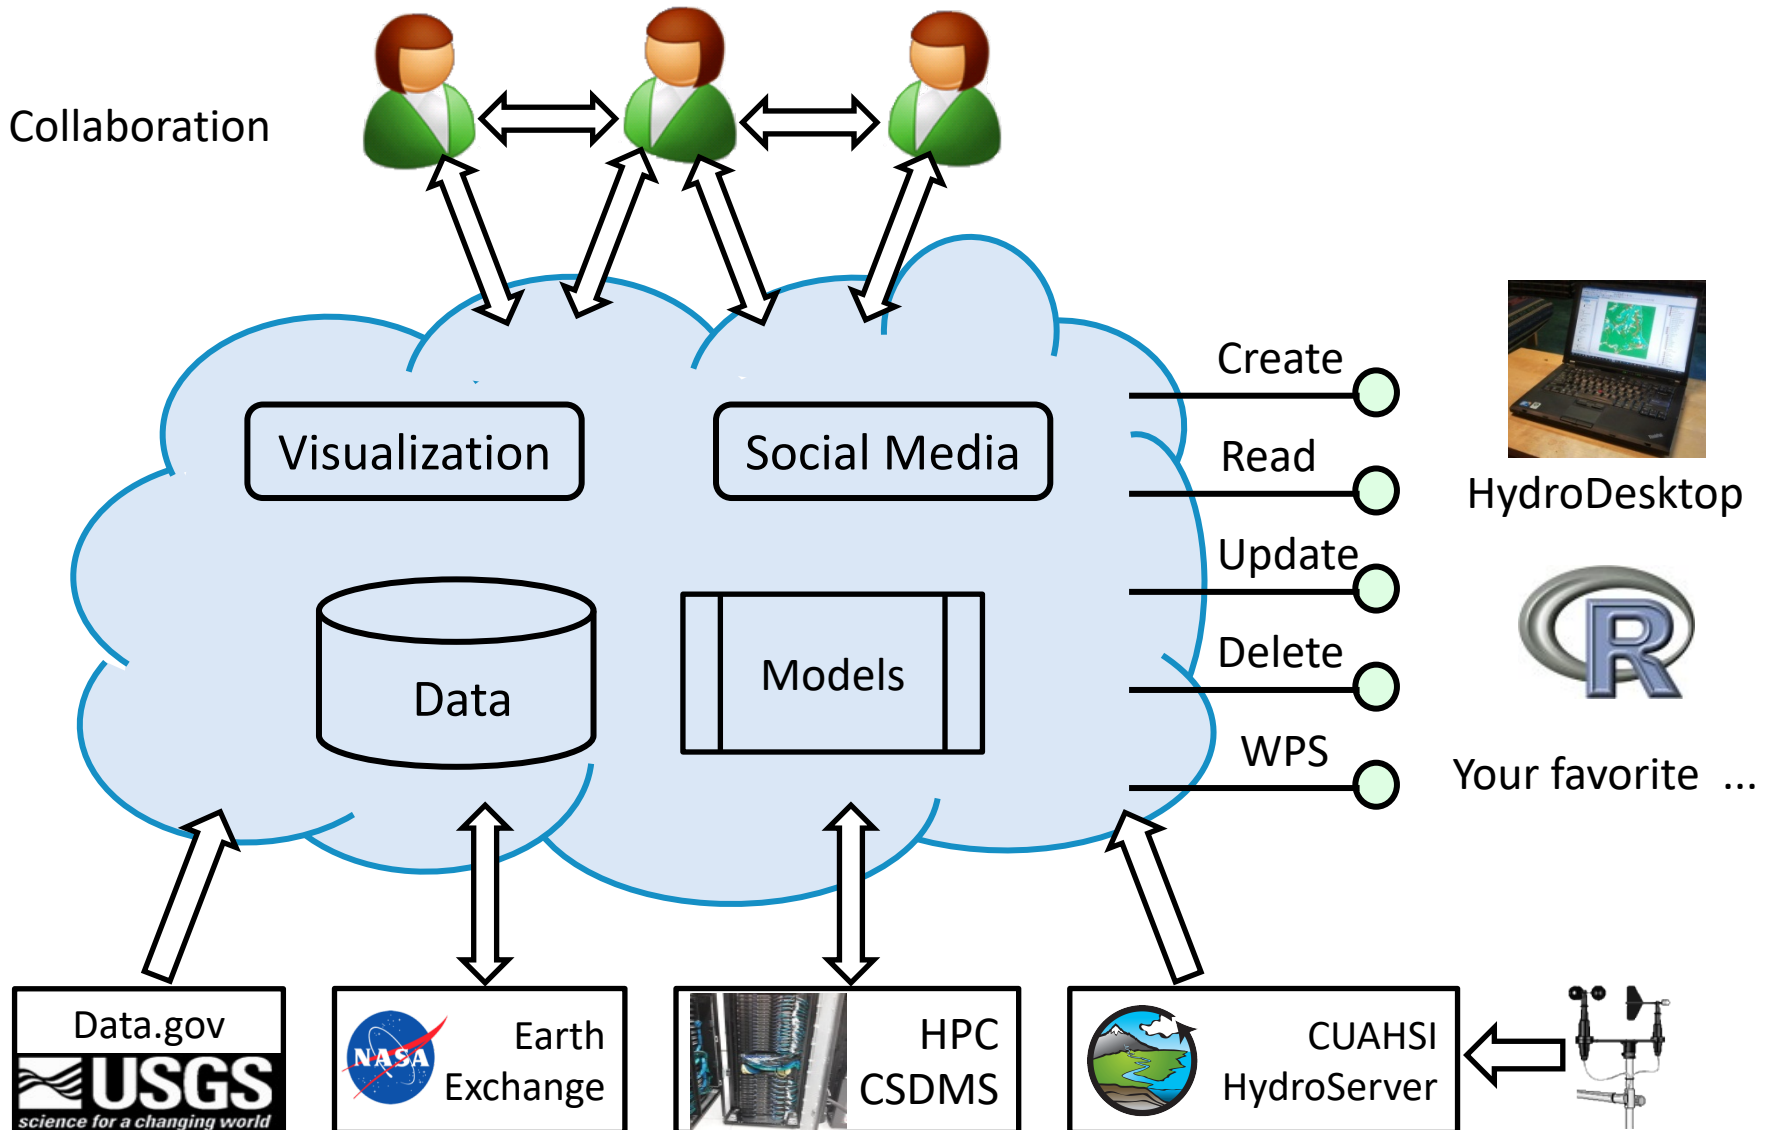 Collaboration
Visualization
Social Media
Data
Models
Create
Read
Update
Delete
WPS
HydroDesktop
R
Your favorite ...
Data.gov
USGS
science for a changing world
NASA
Earth
Exchange
HPC
CSDMS
CUAHSI
HydroServer